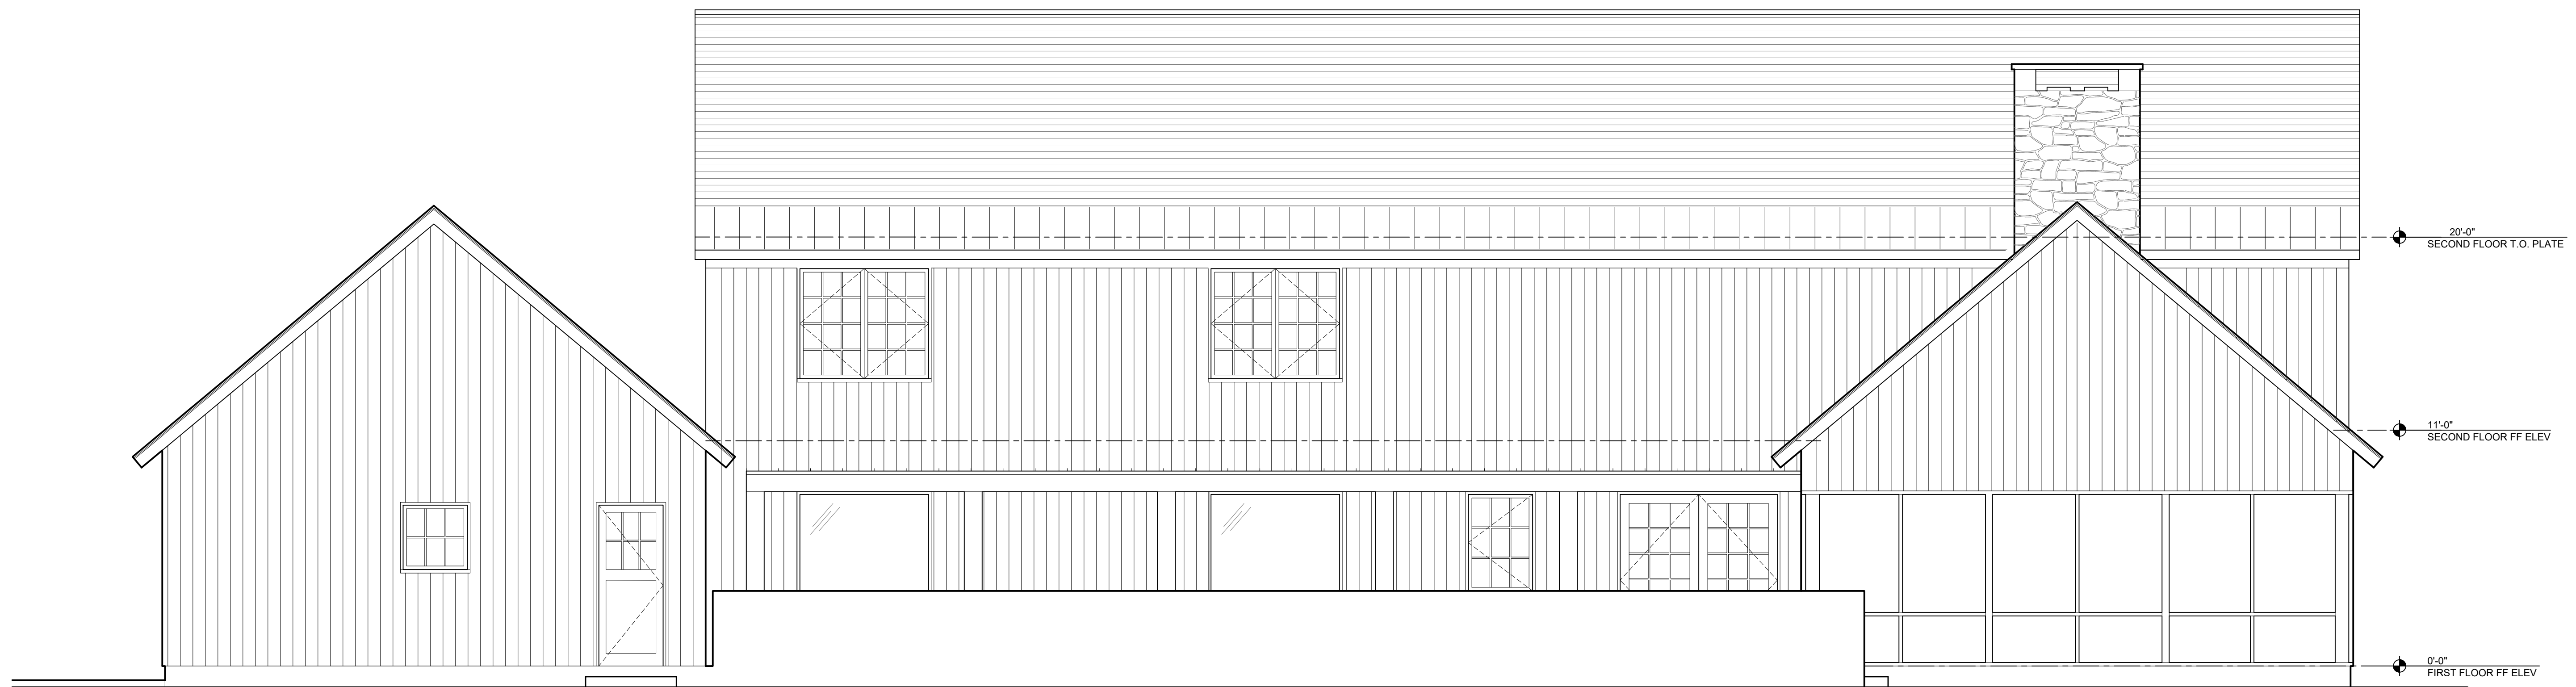 20'-0"
SECOND FLOOR T.O. PLATE
11'-0"
SECOND FLOOR FF ELEV
0'-0"
FIRST FLOOR FF ELEV